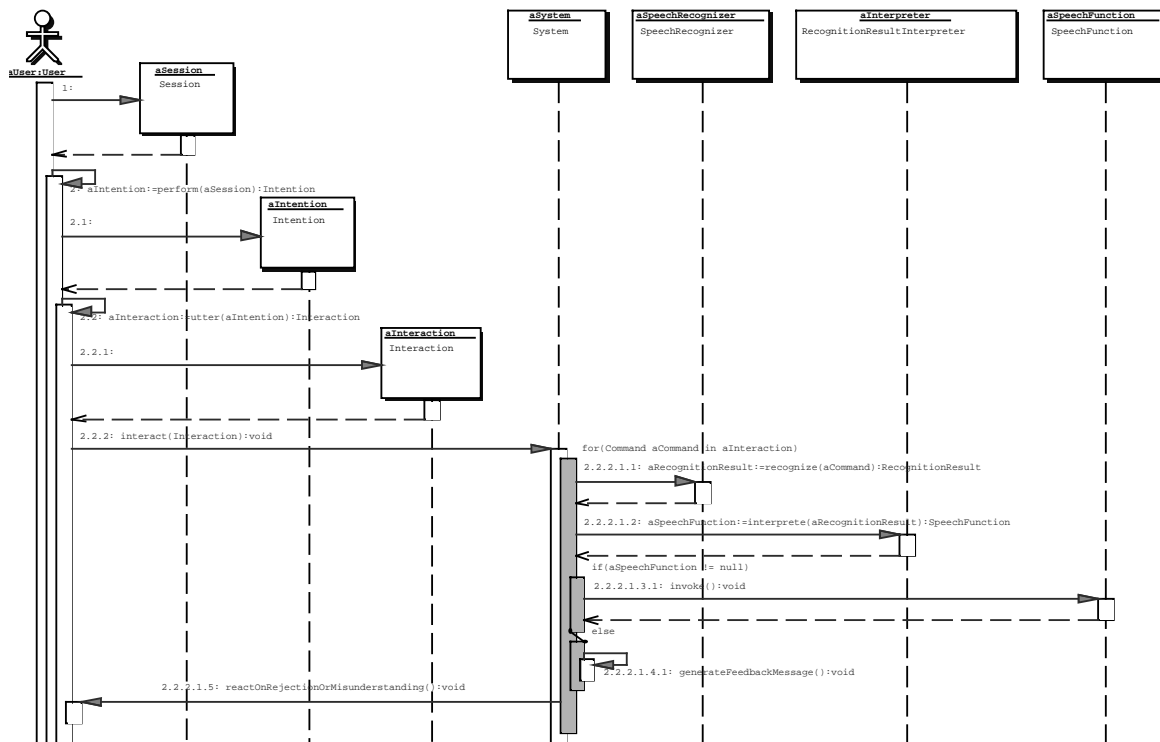 aSystem
System
aSpeechRecognizer
SpeechRecognizer
aInterpreter
RecognitionResultInterpreter
aSpeechFunction
SpeechFunction
aUser:User
aSession
Session
1:
2: aIntention:=perform(aSession):Intention
aIntention
Intention
2.1:
2.2: aInteraction:=utter(aIntention):Interaction
aInteraction
Interaction
2.2.1:
2.2.2: interact(Interaction):void
for(Command aCommand in aInteraction)
2.2.2.1.1: aRecognitionResult:=recognize(aCommand):RecognitionResult
2.2.2.1.2: aSpeechFunction:=interprete(aRecognitionResult):SpeechFunction
if(aSpeechFunction != null)
2.2.2.1.3.1: invoke():void
else
2.2.2.1.4.1: generateFeedbackMessage():void
2.2.2.1.5: reactOnRejectionOrMisunderstanding():void